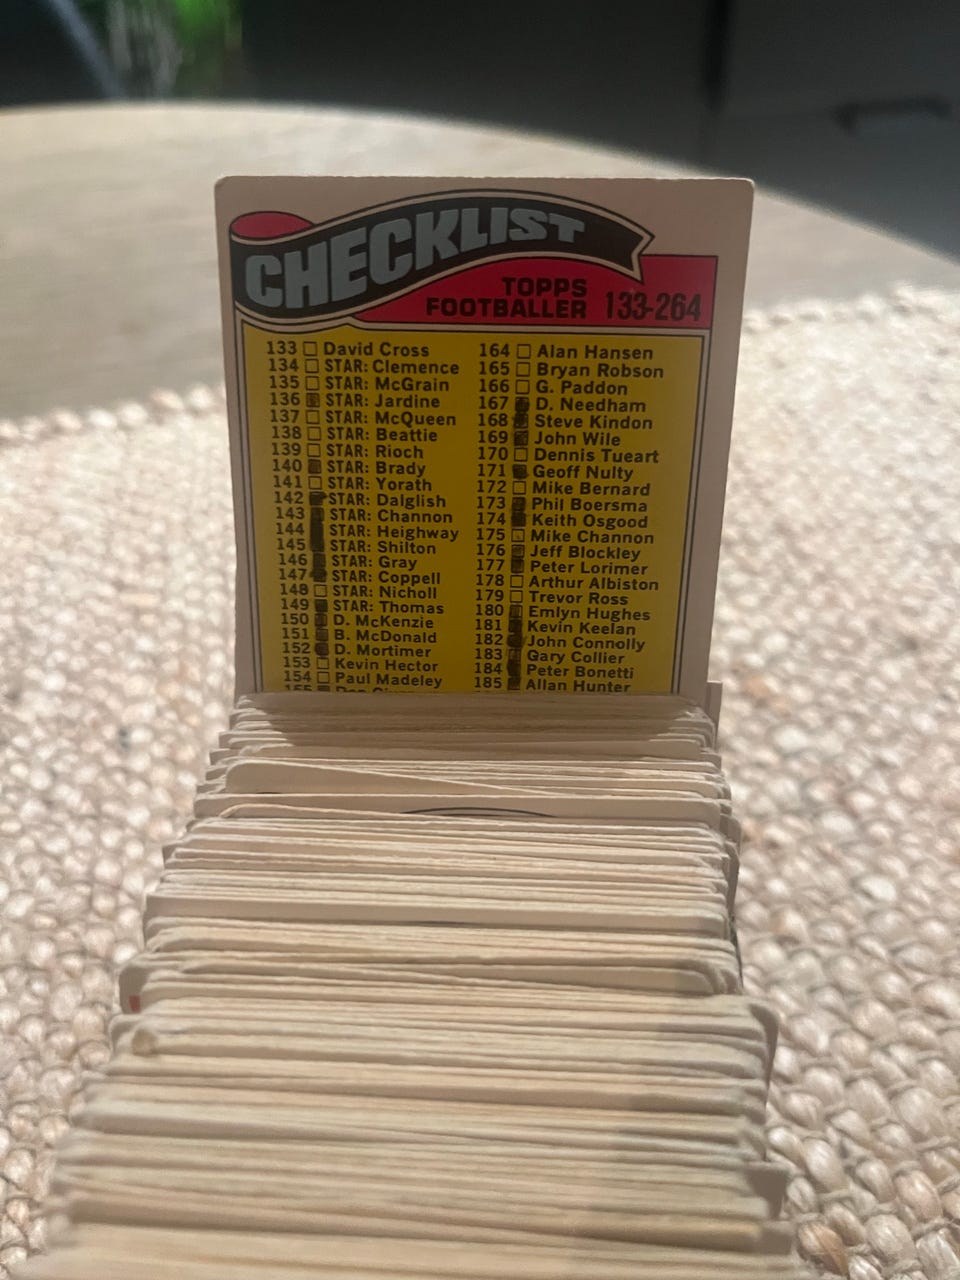 CHECKLIST
TOPPS
FOOTBALLER 133-264
133 David Cross
134 STAR: Clemence
135 STAR: McGrain
136 STAR: Jardine
137 STAR: McQueen
138 STAR: Beattie
139 STAR: Rioch
140 STAR: Brady
141 STAR: Yorath
142 STAR: Dalglish
143 STAR: Channon
144 STAR: Heighway
145 STAR: Shilton
146 STAR: Gray
147 STAR: Coppell
148 STAR: Nicholl
149 STAR: Thomas
150 D. McKenzie
151 B. McDonald
152 D. Mortimer
153 Kevin Hector
154 Paul Madeley
155
164 Alan Hansen
165 Bryan Robson
166 G. Paddon
167 D. Needham
168 Steve Kindon
169 John Wile
170 Dennis Tueart
171 Geoff Nulty
172 Mike Bernard
173 Phil Boersma
174 Keith Osgood
175 Mike Channon
176 Jeff Blockley
177 Peter Lorimer
178 Arthur Albiston
179 Trevor Ross
180 Emlyn Hughes
181 Kevin Keelan
182 John Connolly
183 Gary Collier
184 Peter Bonetti
185 Allan Hunter